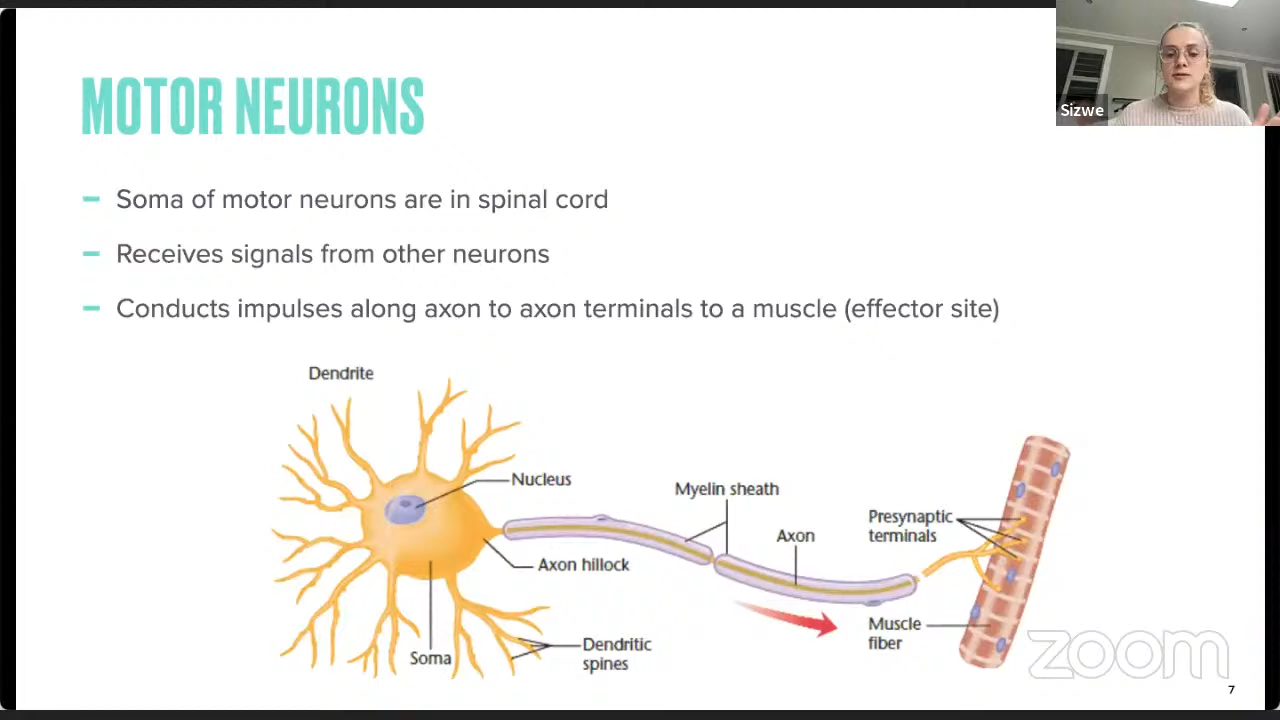 MOTOR NEURONS
Sizwe
Soma of motor neurons are in spinal cord
Receives signals from other neurons
Conducts impulses along axon to axon terminals to a muscle (effector site)
Dendrite
Nucleus
Myelin sheath
Presynaptic
terminals
Axon
Axon hillock
Muscle
fiber
Soma
Dendritic
spines
zoom
7